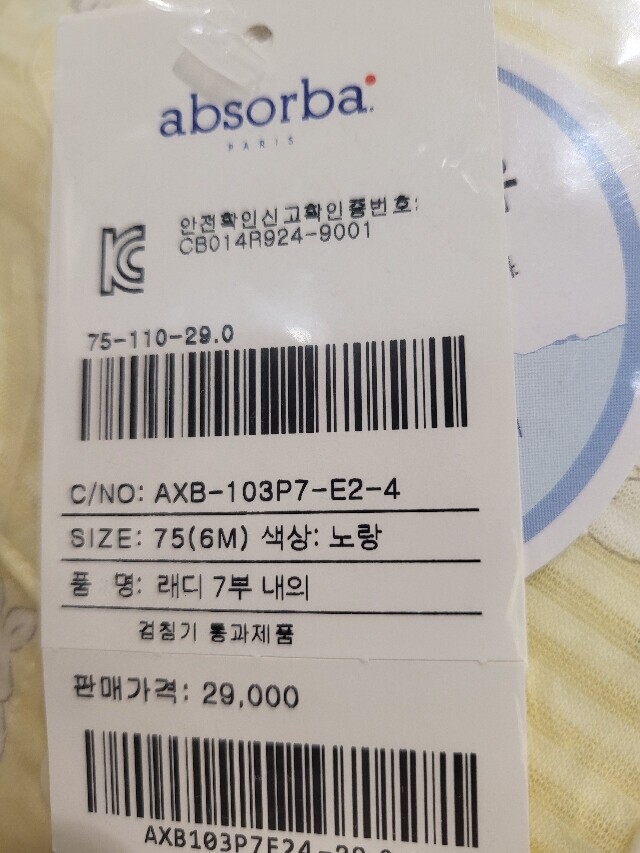 absorba
PARIS
안전확인신고확인증번호:
CB014R924-9001
75-110-29.0
C/NO: AXB-103P7-E2-4
SIZE: 75(6M) 색상: 노랑
품 명: 래디 7부 내의
검침기 통과제품
판매가격: 29,000